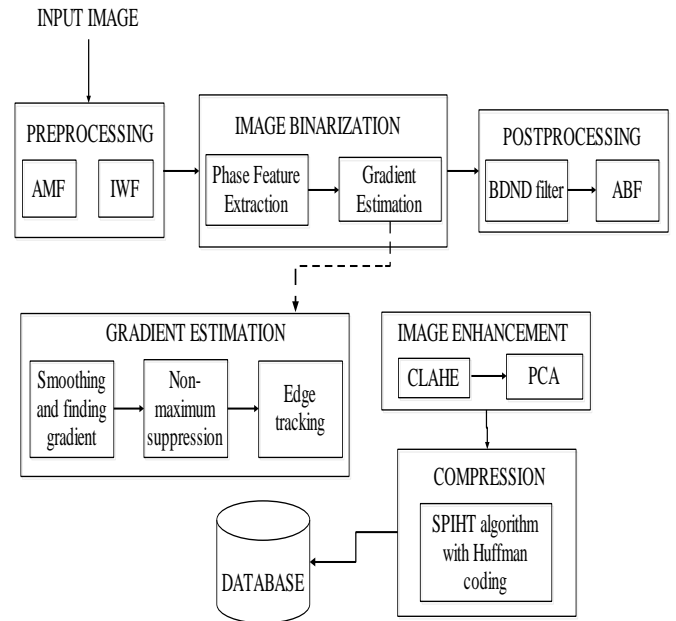 INPUT IMAGE
PREPROCESSING
AMF
IWF
IMAGE BINARIZATION
Phase Feature
Extraction
Gradient
Estimation
POSTPROCESSING
BDND filter
ABF
GRADIENT ESTIMATION
Smoothing
and finding
gradient
Non-
maximum
suppression
Edge
tracking
IMAGE ENHANCEMENT
CLAHE
PCA
COMPRESSION
SPIHT algorithm
with Huffman
coding
DATABASE